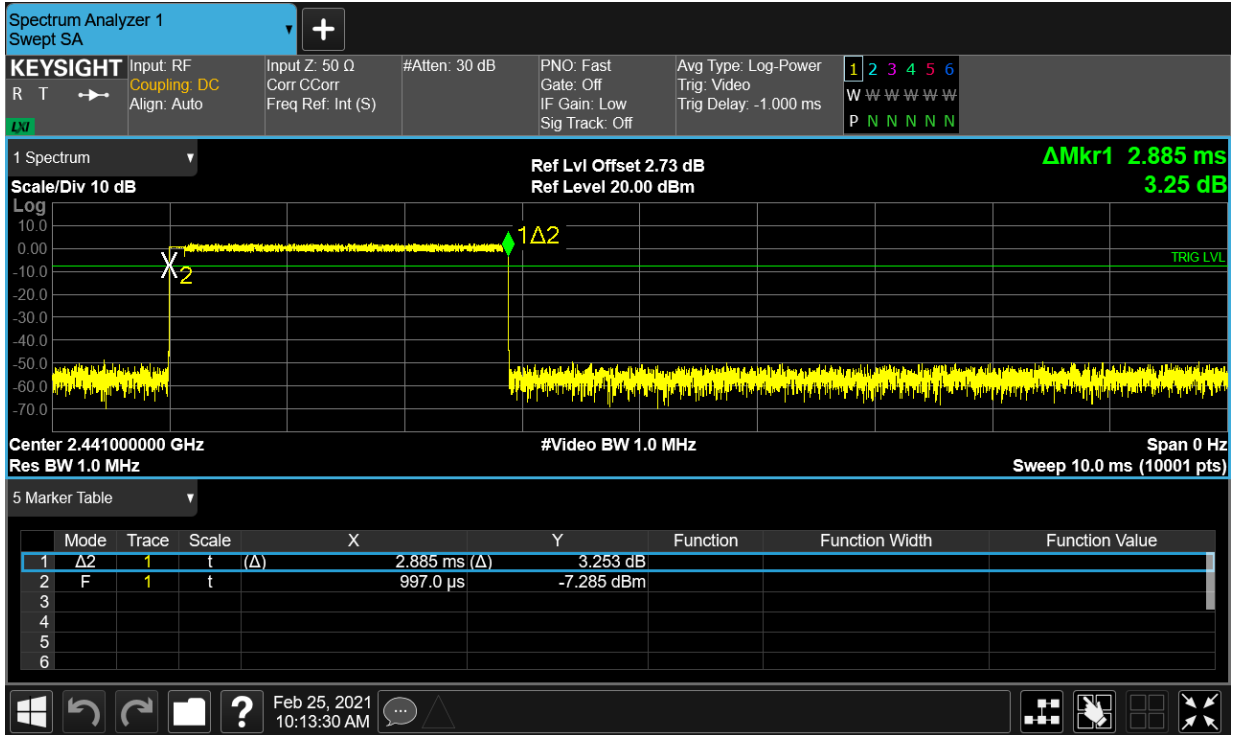 Spectrum Analyzer 1
Swept SA
+
KEYSIGHT Input: RF Input Z: 50 Ω #Atten: 30 dB PNO: Fast Avg Type: Log-Power 1 2 3 4 5 6
R T Coupling: DC Corr CCorr Gate: Off Trig: Video W W W W W W
Align: Auto Freq Ref: Int (S) IF Gain: Low Trig Delay: -1.000 ms
LXI Sig Track: Off P N N N N N
1 Spectrum
Ref Lvl Offset 2.73 dB ΔMkr1 2.885 ms
Scale/Div 10 dB Ref Level 20.00 dBm 3.25 dB
Log
10.0
1Δ2
0.00
TRIG LVL
-10.0
2
-20.0
-30.0
-40.0
-50.0
-60.0
-70.0
Center 2.441000000 GHz #Video BW 1.0 MHz Span 0 Hz
Res BW 1.0 MHz Sweep 10.0 ms (10001 pts)
5 Marker Table
Mode Trace Scale X Y Function Function Width Function Value
1 Δ2 1 t (Δ) 2.885 ms (Δ) 3.253 dB
2 F 1 t 997.0 µs -7.285 dBm
3
4
5
6
? Feb 25, 2021
10:13:30 AM